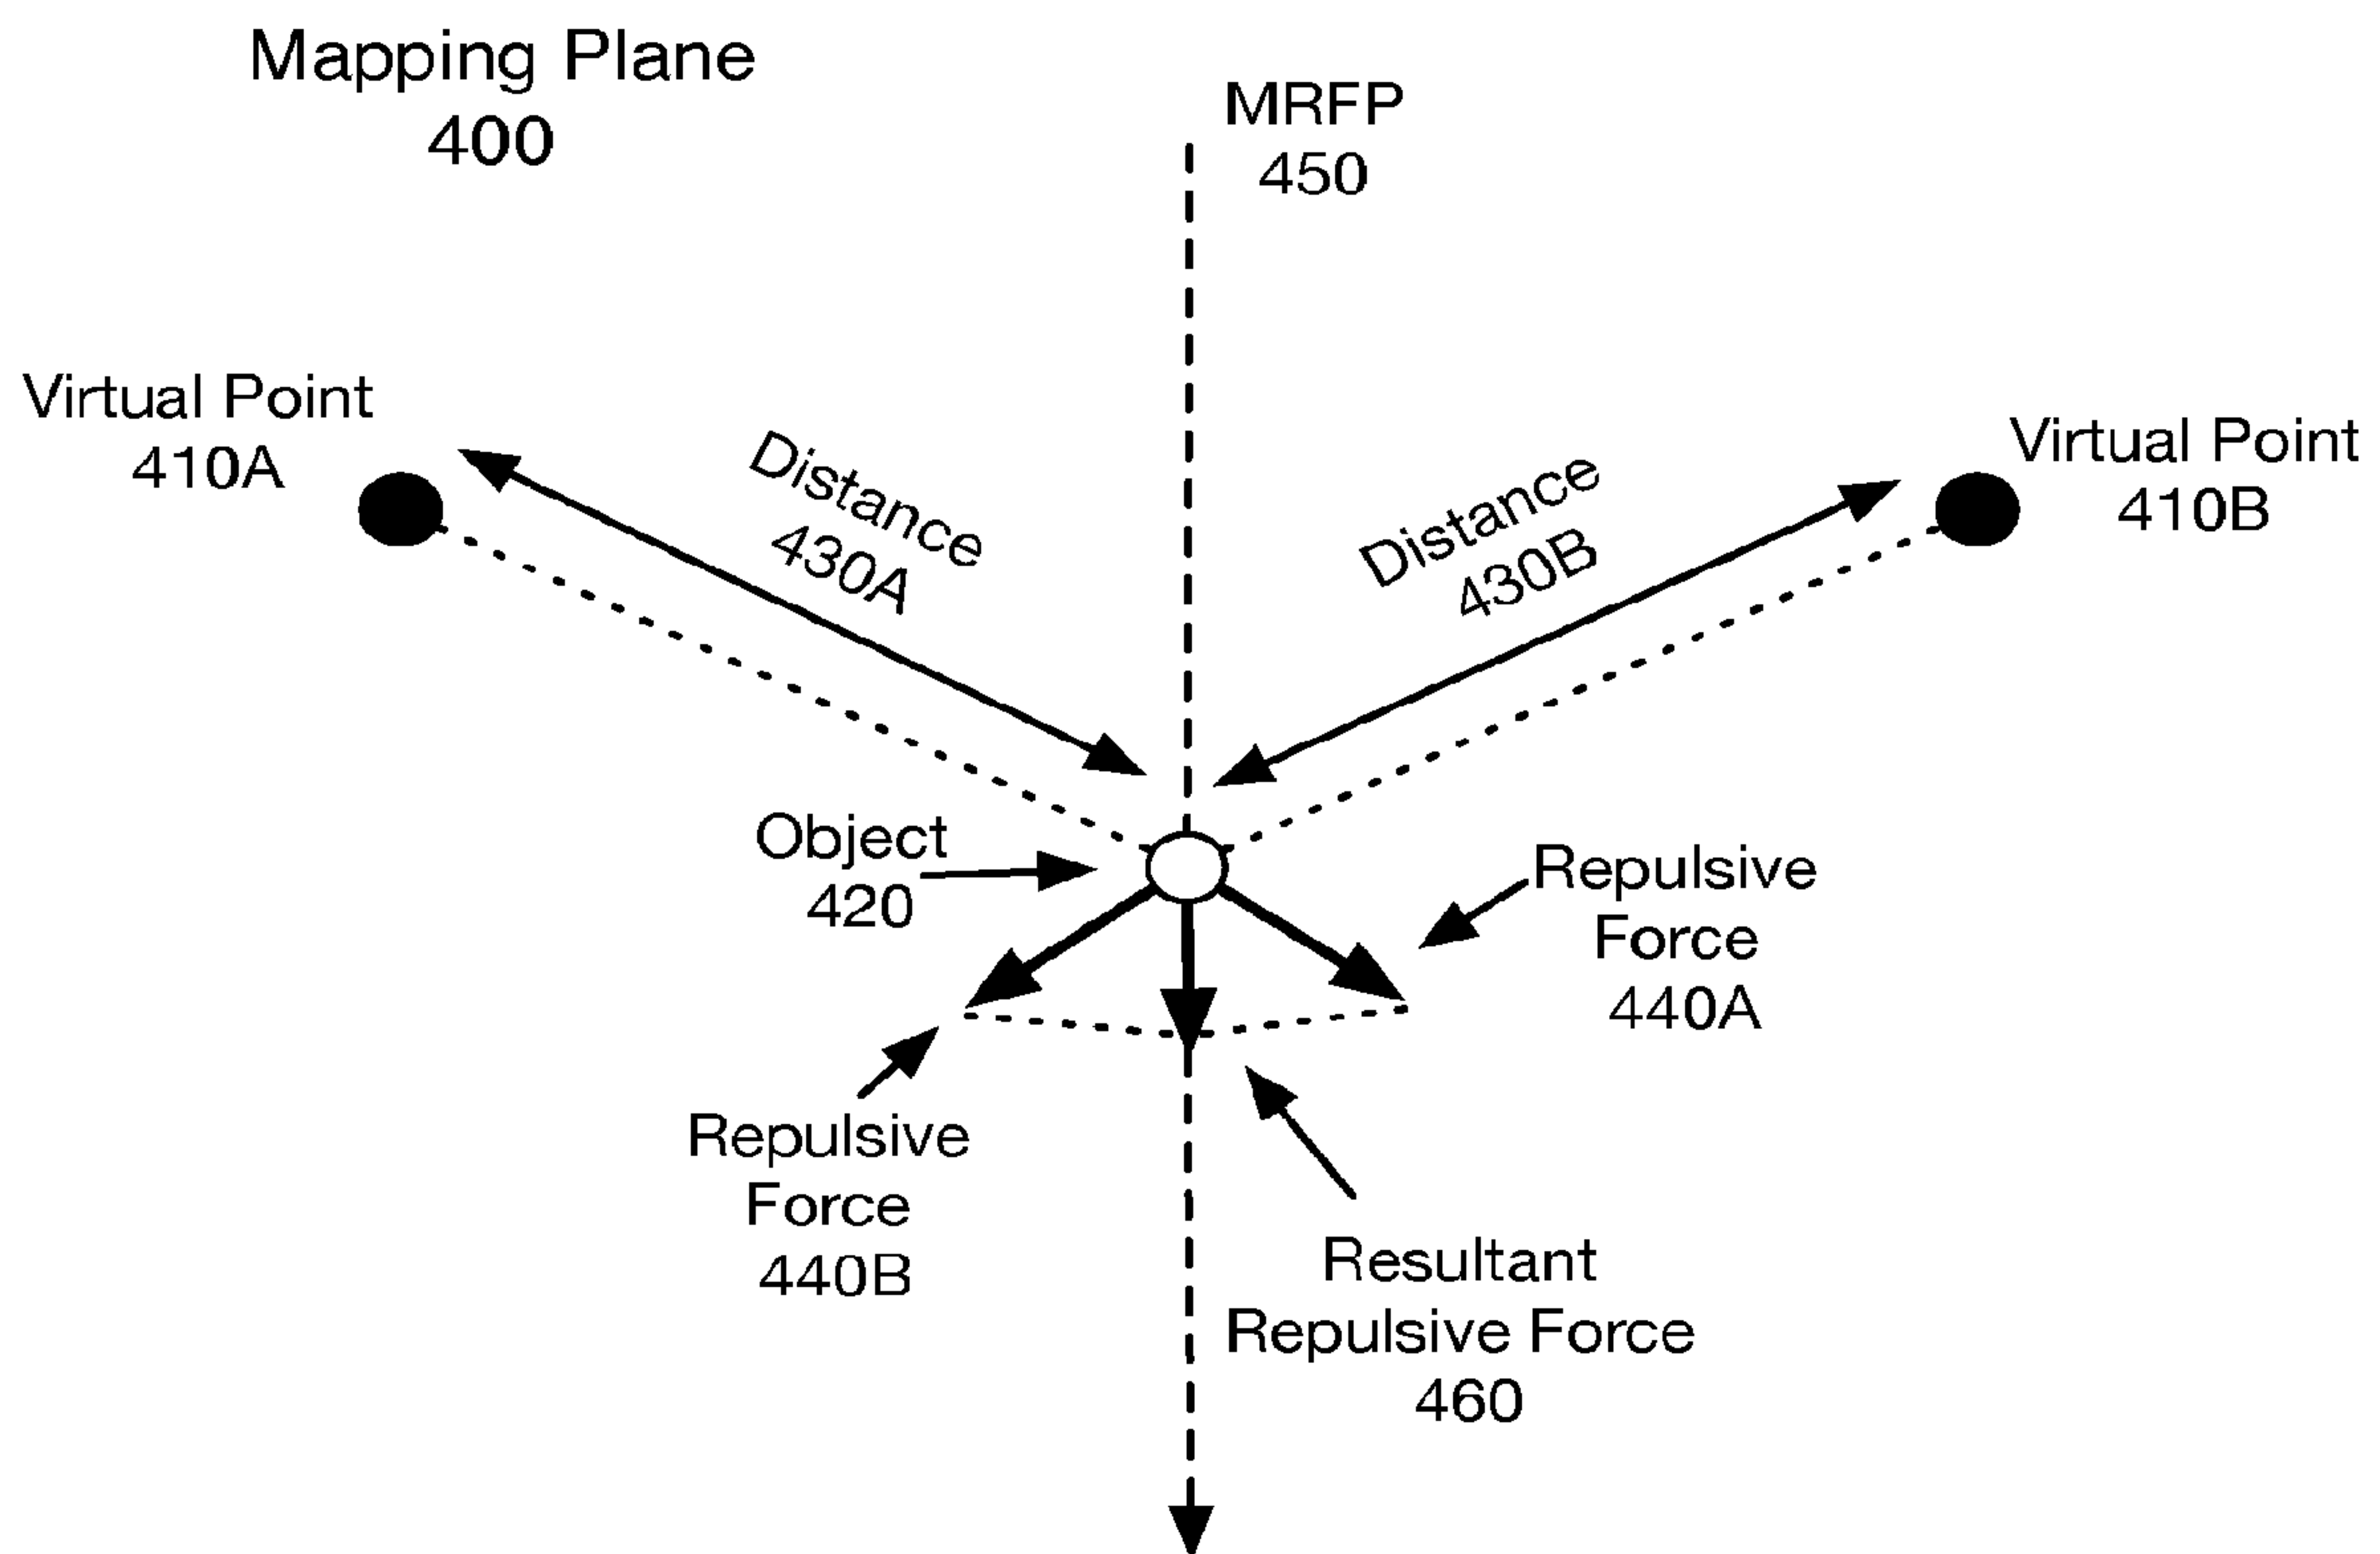 Mapping Plane
400
MRFP
450
Virtual Point
410A
Distance
430A
Distance
430B
Virtual Point
410B
Object
420
Repulsive
Force
440A
Repulsive
Force
440B
Resultant
Repulsive Force
460